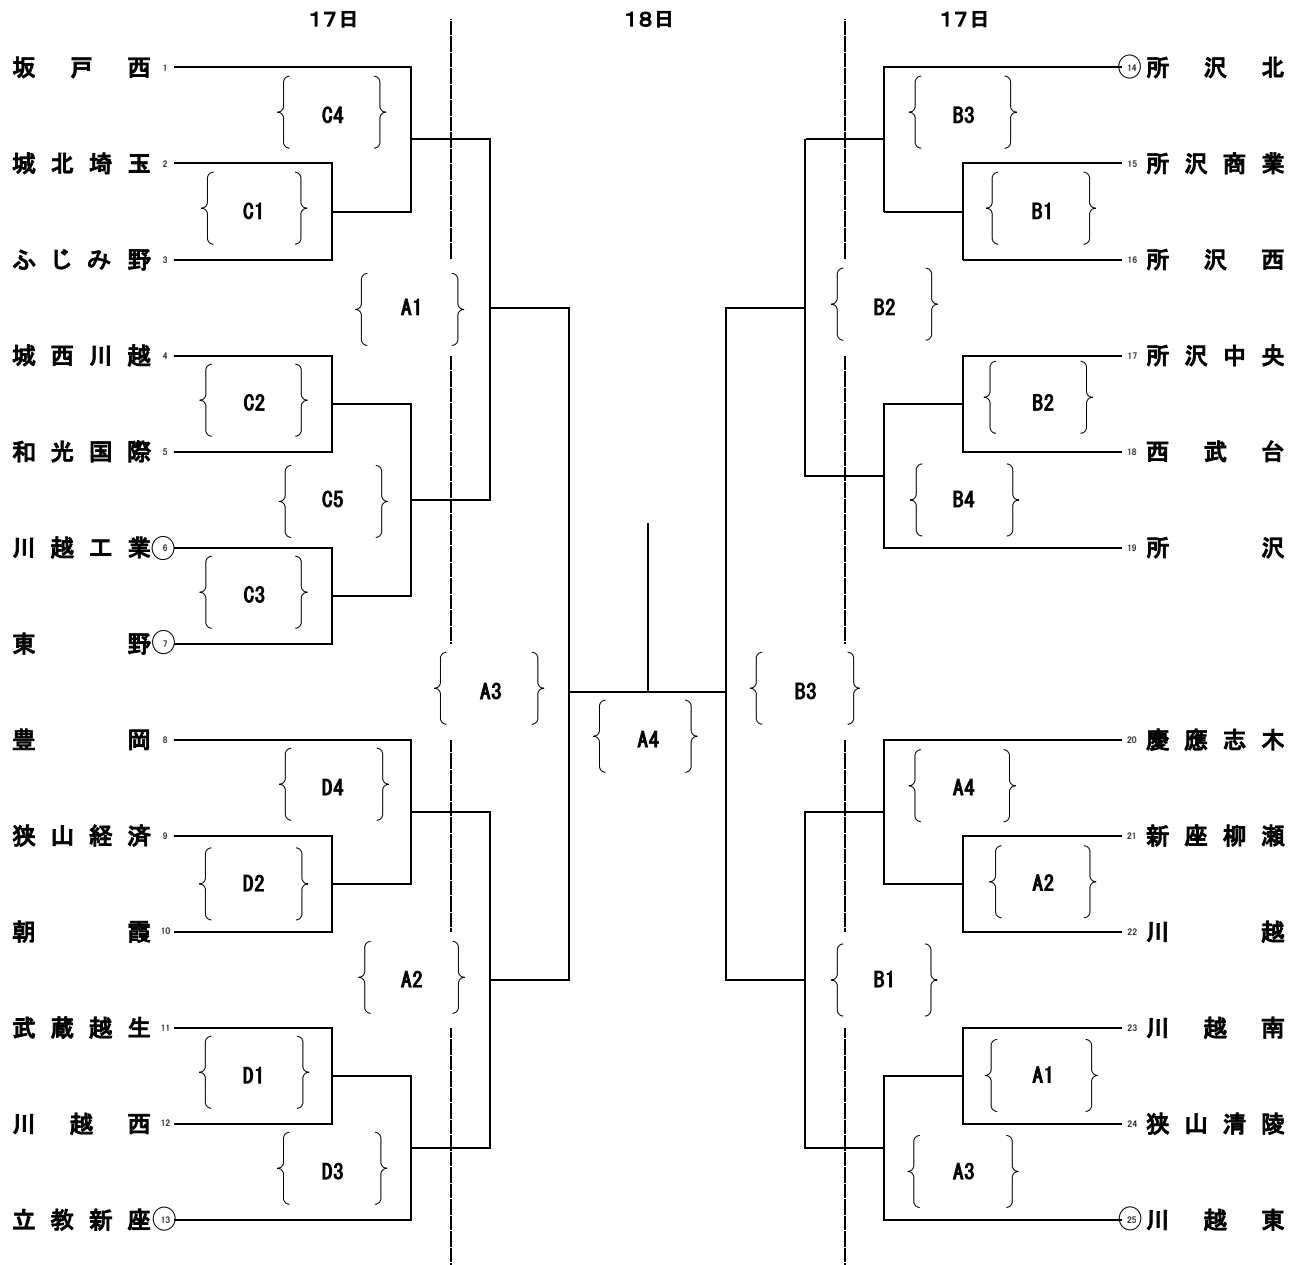 17日 18日 17日
坂戸西 1 14 所沢北
C4 B3
城北埼玉 2 15 所沢商業
C1 B1
ふじみ野 3 16 所沢西
A1 B2
城西川越 4 17 所沢中央
C2 B2
和光国際 5 18 西武台
C5 B4
川越工業 6 19 所沢
C3
東野 7
A3 B3
A4
豊岡 8 20 慶應志木
D4 A4
狭山経済 9 21 新座柳瀬
D2 A2
朝霞 10 22 川越
A2 B1
武蔵越生 11 23 川越南
D1 A1
川越西 12 24 狭山清陵
D3 A3
立教新座 13 25 川越東